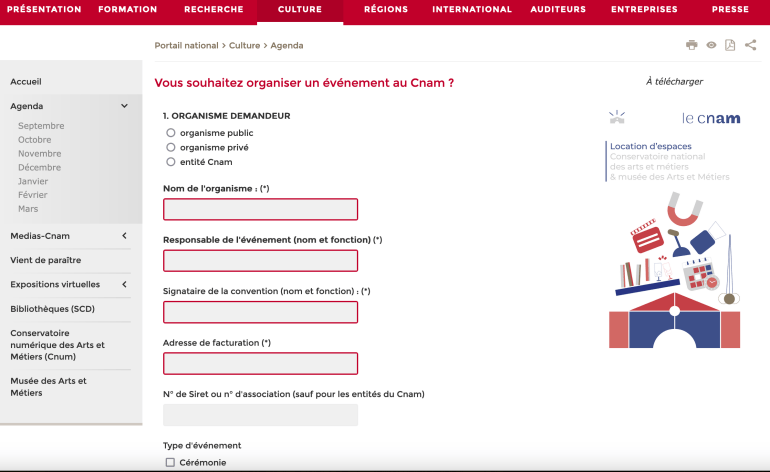 PRÉSENTATION FORMATION RECHERCHE CULTURE RÉGIONS INTERNATIONAL AUDITEURS ENTREPRISES PRESSE
Portail national > Culture > Agenda
Accueil
Agenda
Septembre
Octobre
Novembre
Décembre
Janvier
Février
Mars
Medias-Cnam
Vient de paraître
Expositions virtuelles
Bibliothèques (SCD)
Conservatoire
numérique des Arts et
Métiers (Cnum)
Musée des Arts et
Métiers
Vous souhaitez organiser un événement au Cnam ?
1. ORGANISME DEMANDEUR
organisme public
organisme privé
entité Cnam
Nom de l'organisme : (*)
Responsable de l'événement (nom et fonction) (*)
Signataire de la convention (nom et fonction) : (*)
Adresse de facturation (*)
N° de Siret ou n° d'association (sauf pour les entités du Cnam)
Type d'événement
Cérémonie
À télécharger
le cnam
Location d'espaces
Conservatoire national
des arts et métiers
& musée des Arts et Métiers